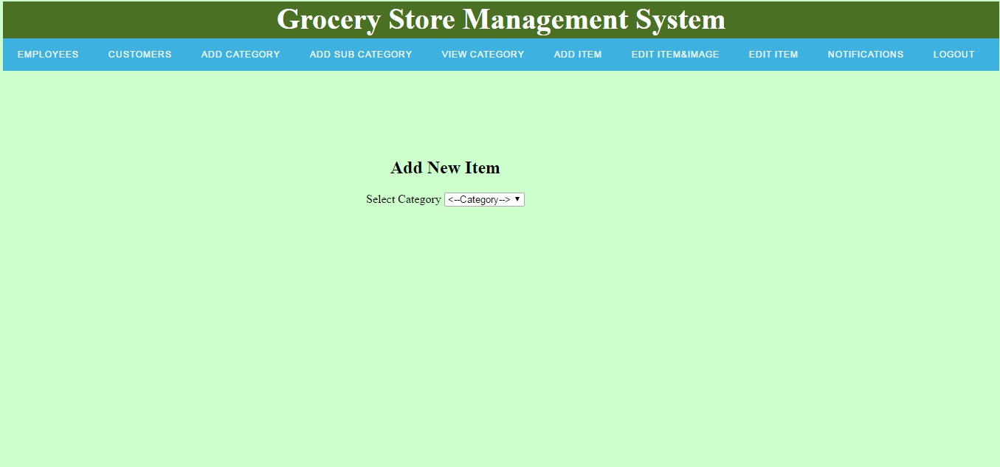 Grocery Store Management System
EMPLOYEES CUSTOMERS ADD CATEGORY ADD SUB CATEGORY VIEW CATEGORY ADD ITEM EDIT ITEM&IMAGE EDIT ITEM NOTIFICATIONS LOGOUT
Add New Item
Select Category <--Category-->